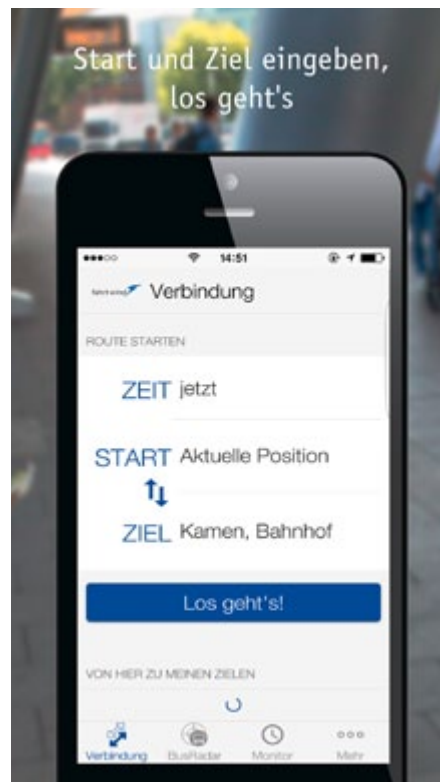 Start und Ziel eingeben,
los geht's
14:51
Verbindung
ROUTE STARTEN
ZEIT jetzt
START Aktuelle Position
ZIEL Kamen, Bahnhof
Los geht's!
VON HIER ZU MEINEN ZIELEN
Verbindung BusRadar Monitor Mehr